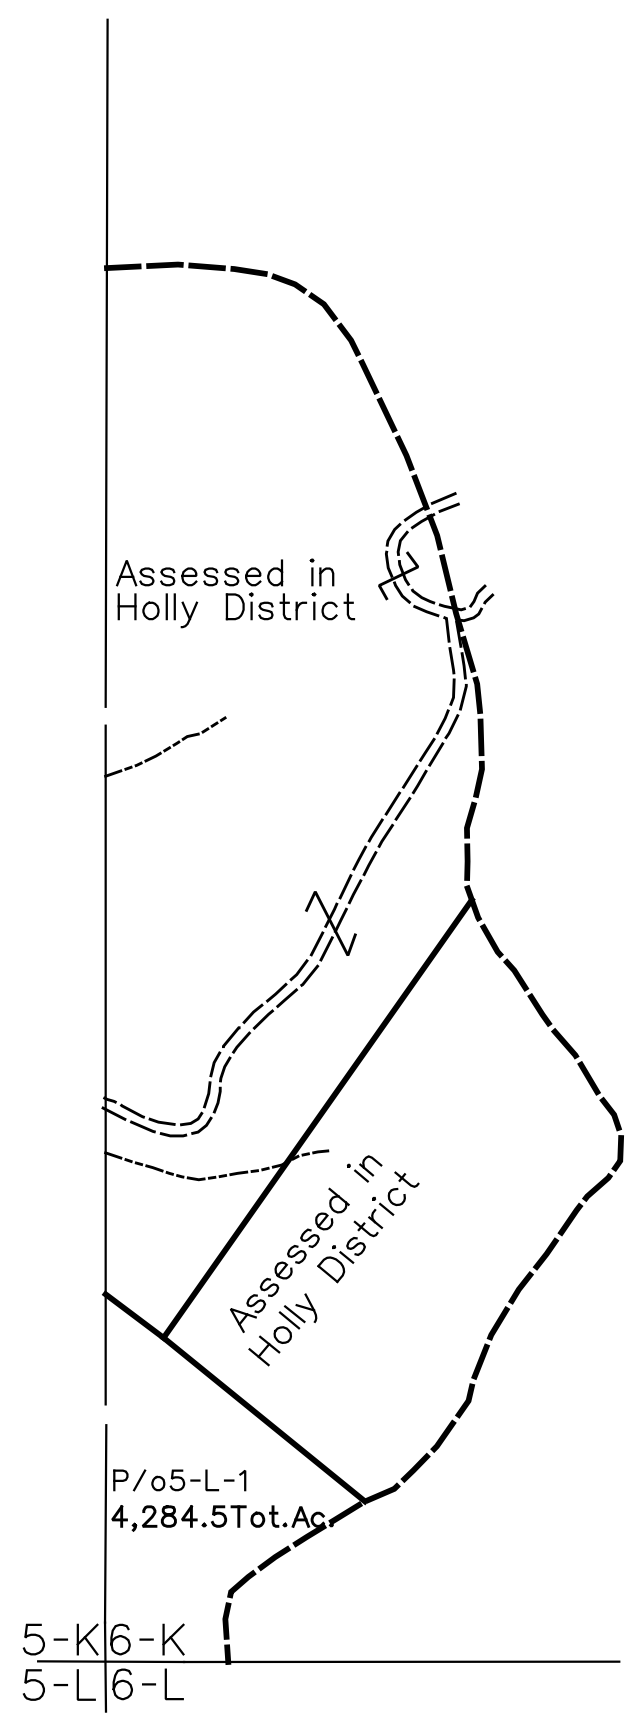 Assessed in
Holly District
Assessed in
Holly District
P/o5-L-1
4,284.5Tot.Ac.
5-K 6-K
5-L 6-L